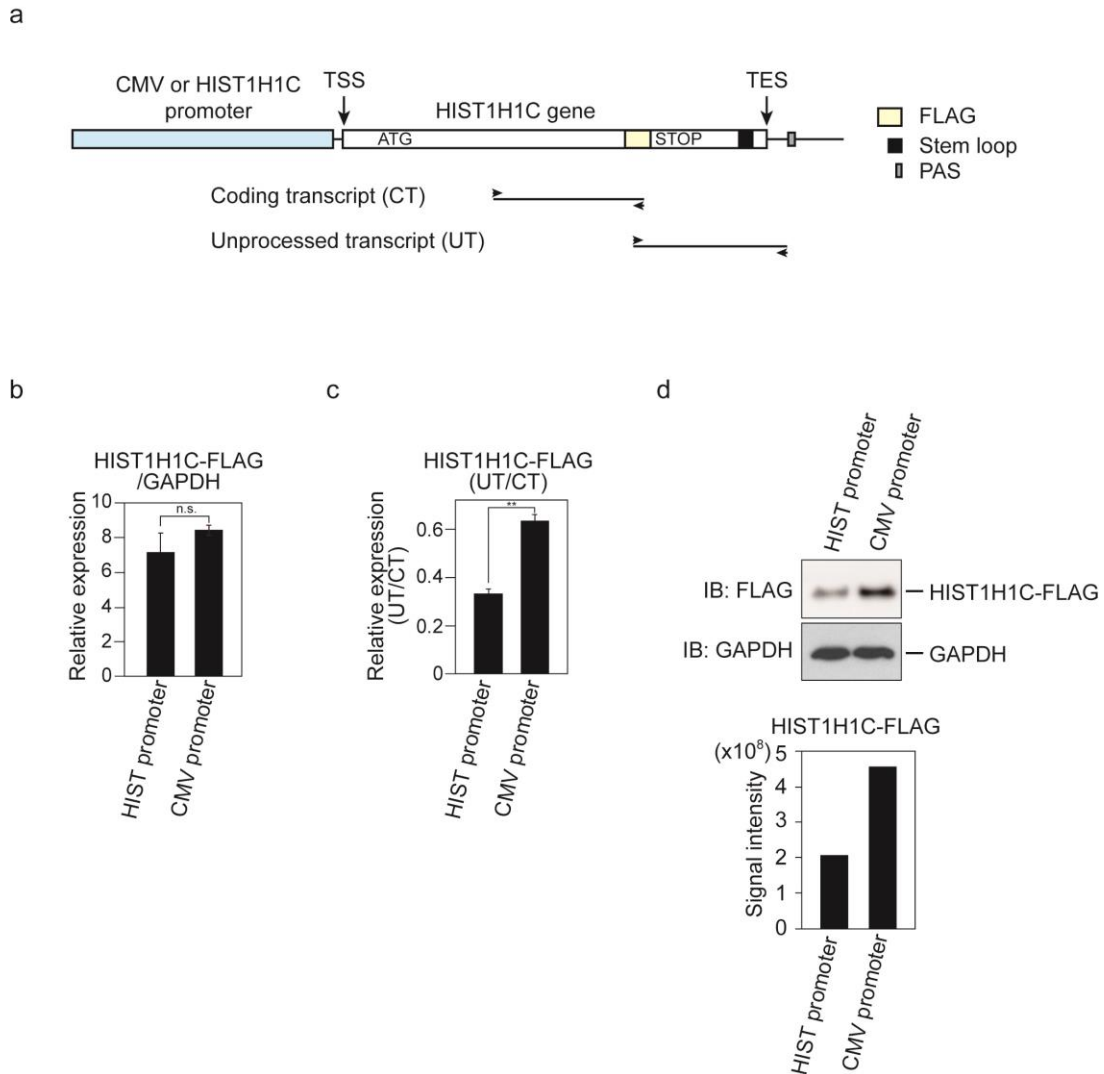 a
CMV or HIST1H1C
promoter
TSS
HIST1H1C gene
TES
ATG
STOP
FLAG
Stem loop
PAS
Coding transcript (CT)
Unprocessed transcript (UT)
b
HIST1H1C-FLAG
/GAPDH
Relative expression
10
8
6
4
2
0
n.s.
HIST promoter
CMV promoter
c
HIST1H1C-FLAG
(UT/CT)
Relative expression
(UT/CT)
0.6
0.4
0.2
0
**
HIST promoter
CMV promoter
d
HIST promoter
CMV promoter
IB: FLAG
HIST1H1C-FLAG
IB: GAPDH
GAPDH
HIST1H1C-FLAG
(x10⁸)
Signal intensity
5
4
3
2
1
0
HIST promoter
CMV promoter